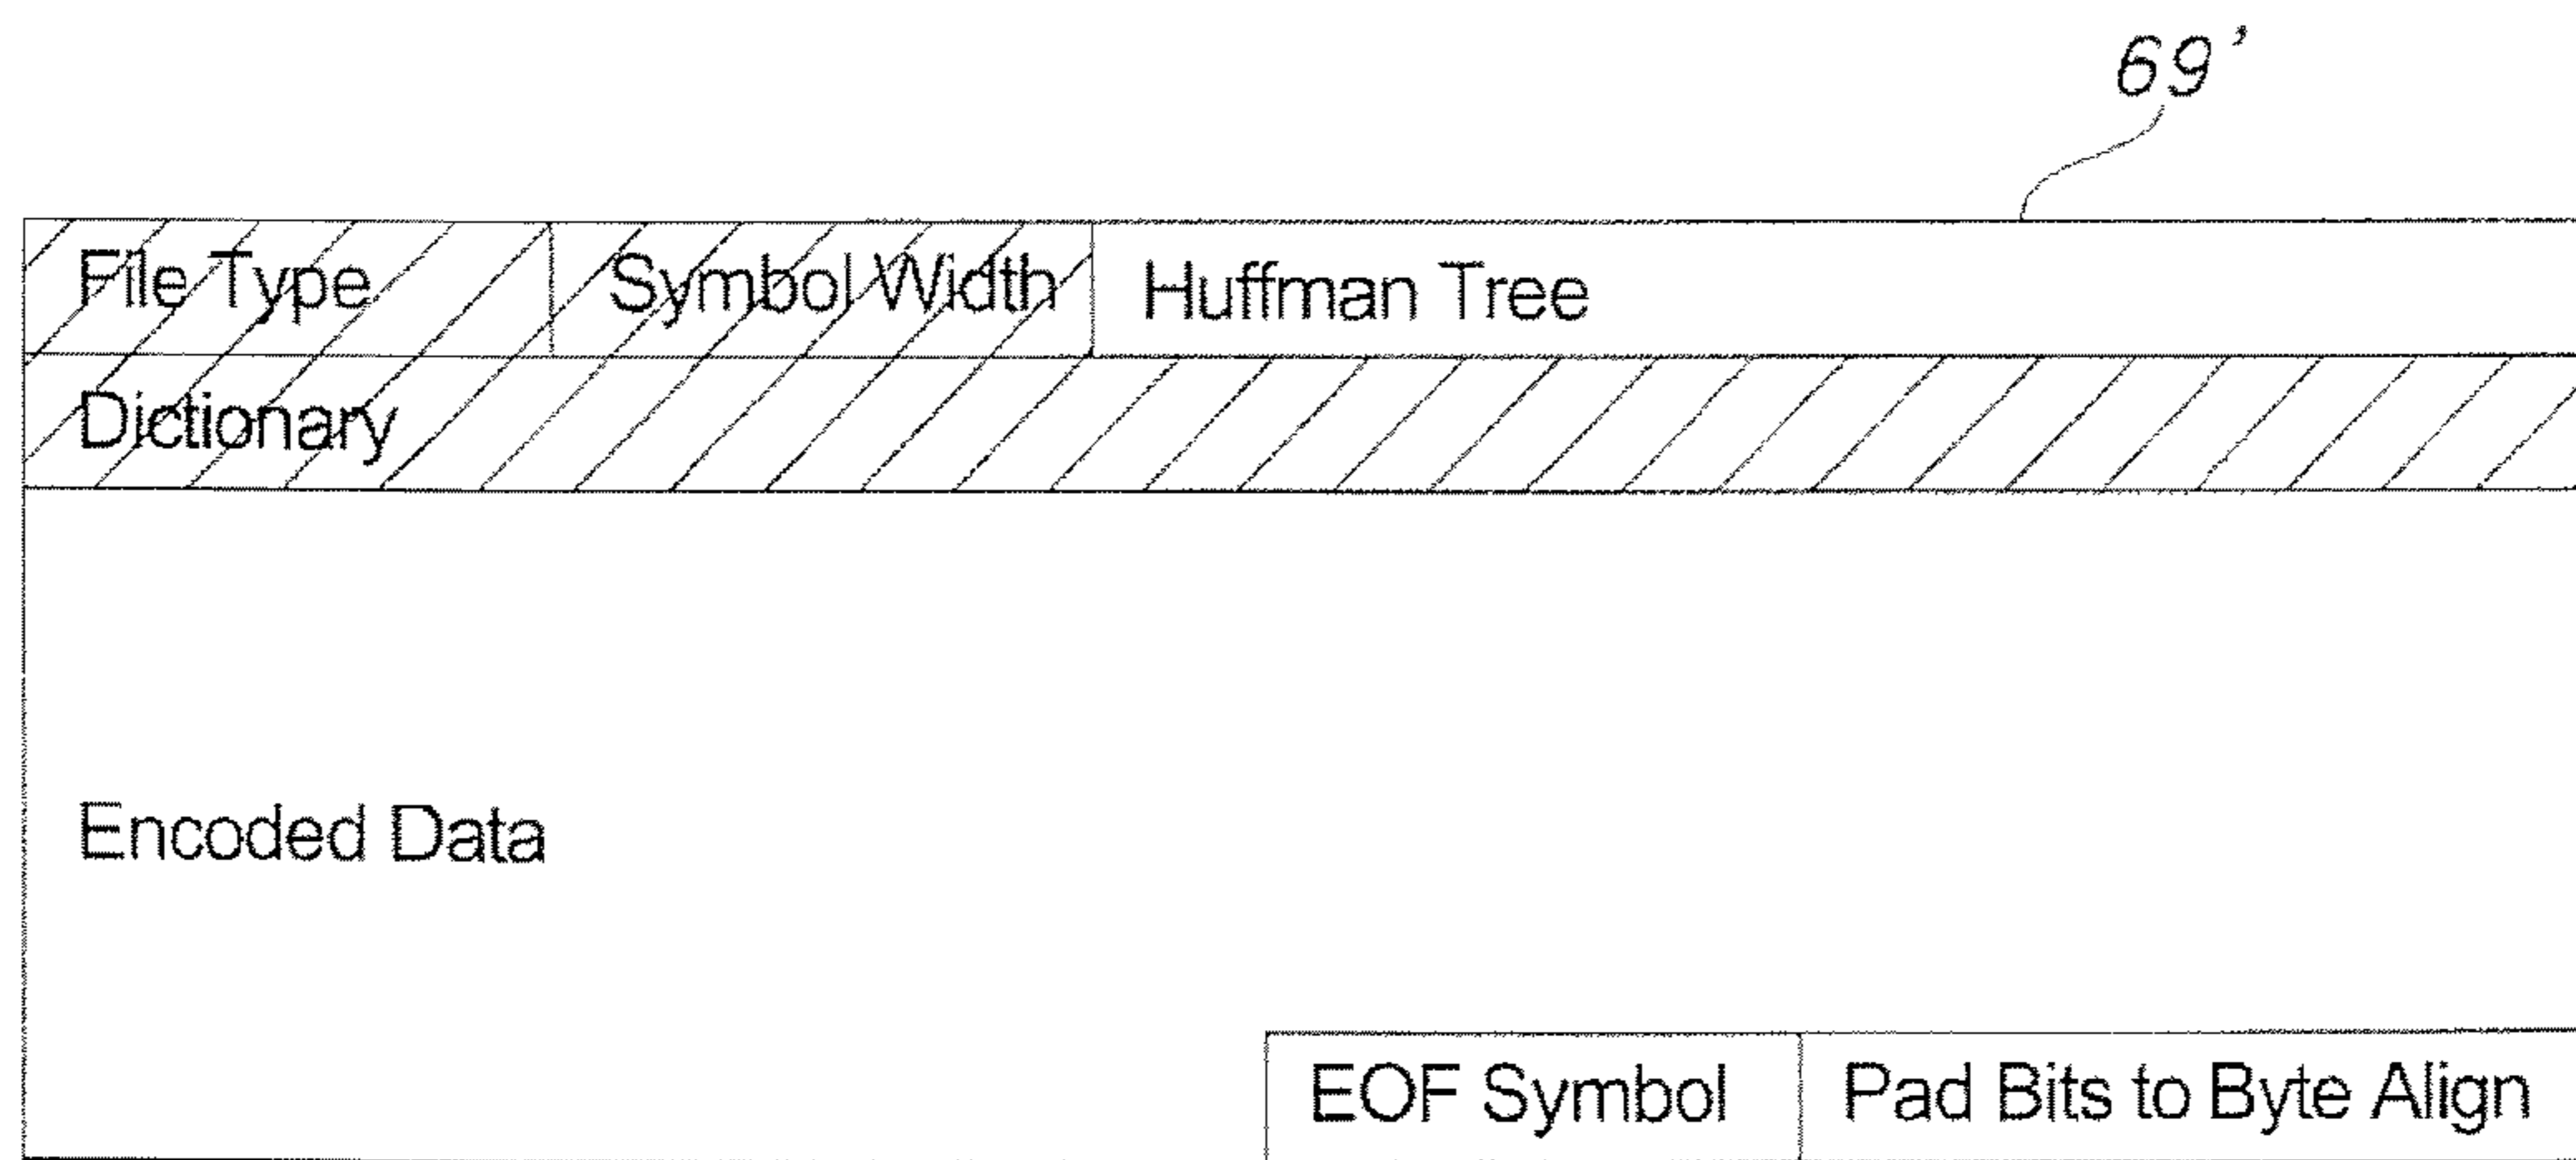 69'
File Type Symbol Width Huffman Tree
Dictionary
Encoded Data
EOF Symbol Pad Bits to Byte Align